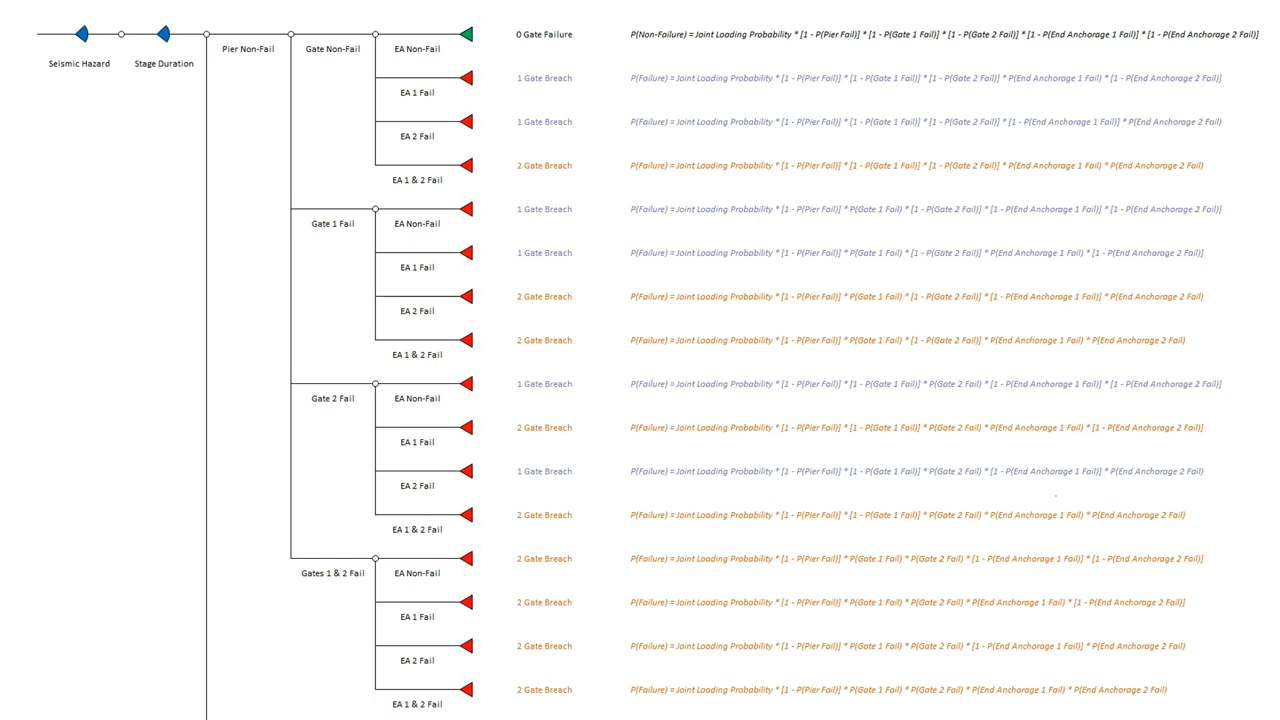 0 Gate Failure P(Non-Failure) = Joint Loading Probability * [1 - P(Pier Fail)] * [1 - P(Gate 1 Fail)] * [1 - P(Gate 2 Fail)] * [1 - P(End Anchorage 1 Fail)] * [1 - P(End Anchorage 2 Fail)]
Pier Non-Fail Gate Non-Fail EA Non-Fail
Seismic Hazard Stage Duration
1 Gate Breach P(Failure) = Joint Loading Probability * [1 - P(Pier Fail)] * [1 - P(Gate 1 Fail)] * [1 - P(Gate 2 Fail)] * P(End Anchorage 1 Fail) * [1 - P(End Anchorage 2 Fail)]
EA 1 Fail
1 Gate Breach P(Failure) = Joint Loading Probability * [1 - P(Pier Fail)] * [1 - P(Gate 1 Fail)] * [1 - P(Gate 2 Fail)] * [1 - P(End Anchorage 1 Fail)] * P(End Anchorage 2 Fail)
EA 2 Fail
2 Gate Breach P(Failure) = Joint Loading Probability * [1 - P(Pier Fail)] * [1 - P(Gate 1 Fail)] * [1 - P(Gate 2 Fail)] * P(End Anchorage 1 Fail) * P(End Anchorage 2 Fail)
EA 1 & 2 Fail
1 Gate Breach P(Failure) = Joint Loading Probability * [1 - P(Pier Fail)] * P(Gate 1 Fail) * [1 - P(Gate 2 Fail)] * [1 - P(End Anchorage 1 Fail)] * [1 - P(End Anchorage 2 Fail)]
Gate 1 Fail EA Non-Fail
1 Gate Breach P(Failure) = Joint Loading Probability * [1 - P(Pier Fail)] * P(Gate 1 Fail) * [1 - P(Gate 2 Fail)] * P(End Anchorage 1 Fail) * [1 - P(End Anchorage 2 Fail)]
EA 1 Fail
2 Gate Breach P(Failure) = Joint Loading Probability * [1 - P(Pier Fail)] * P(Gate 1 Fail) * [1 - P(Gate 2 Fail)] * [1 - P(End Anchorage 1 Fail)] * P(End Anchorage 2 Fail)
EA 2 Fail
2 Gate Breach P(Failure) = Joint Loading Probability * [1 - P(Pier Fail)] * P(Gate 1 Fail) * [1 - P(Gate 2 Fail)] * P(End Anchorage 1 Fail) * P(End Anchorage 2 Fail)
EA 1 & 2 Fail
1 Gate Breach P(Failure) = Joint Loading Probability * [1 - P(Pier Fail)] * [1 - P(Gate 1 Fail)] * P(Gate 2 Fail) * [1 - P(End Anchorage 1 Fail)] * [1 - P(End Anchorage 2 Fail)]
Gate 2 Fail EA Non-Fail
2 Gate Breach P(Failure) = Joint Loading Probability * [1 - P(Pier Fail)] * [1 - P(Gate 1 Fail)] * P(Gate 2 Fail) * P(End Anchorage 1 Fail) * [1 - P(End Anchorage 2 Fail)]
EA 1 Fail
1 Gate Breach P(Failure) = Joint Loading Probability * [1 - P(Pier Fail)] * [1 - P(Gate 1 Fail)] * P(Gate 2 Fail) * [1 - P(End Anchorage 1 Fail)] * P(End Anchorage 2 Fail)
EA 2 Fail
2 Gate Breach P(Failure) = Joint Loading Probability * [1 - P(Pier Fail)] * [1 - P(Gate 1 Fail)] * P(Gate 2 Fail) * P(End Anchorage 1 Fail) * P(End Anchorage 2 Fail)
EA 1 & 2 Fail
2 Gate Breach P(Failure) = Joint Loading Probability * [1 - P(Pier Fail)] * P(Gate 1 Fail) * P(Gate 2 Fail) * [1 - P(End Anchorage 1 Fail)] * [1 - P(End Anchorage 2 Fail)]
Gates 1 & 2 Fail EA Non-Fail
2 Gate Breach P(Failure) = Joint Loading Probability * [1 - P(Pier Fail)] * P(Gate 1 Fail) * P(Gate 2 Fail) * P(End Anchorage 1 Fail) * [1 - P(End Anchorage 2 Fail)]
EA 1 Fail
2 Gate Breach P(Failure) = Joint Loading Probability * [1 - P(Pier Fail)] * P(Gate 1 Fail) * P(Gate 2 Fail) * [1 - P(End Anchorage 1 Fail)] * P(End Anchorage 2 Fail)
EA 2 Fail
2 Gate Breach P(Failure) = Joint Loading Probability * [1 - P(Pier Fail)] * P(Gate 1 Fail) * P(Gate 2 Fail) * P(End Anchorage 1 Fail) * P(End Anchorage 2 Fail)
EA 1 & 2 Fail